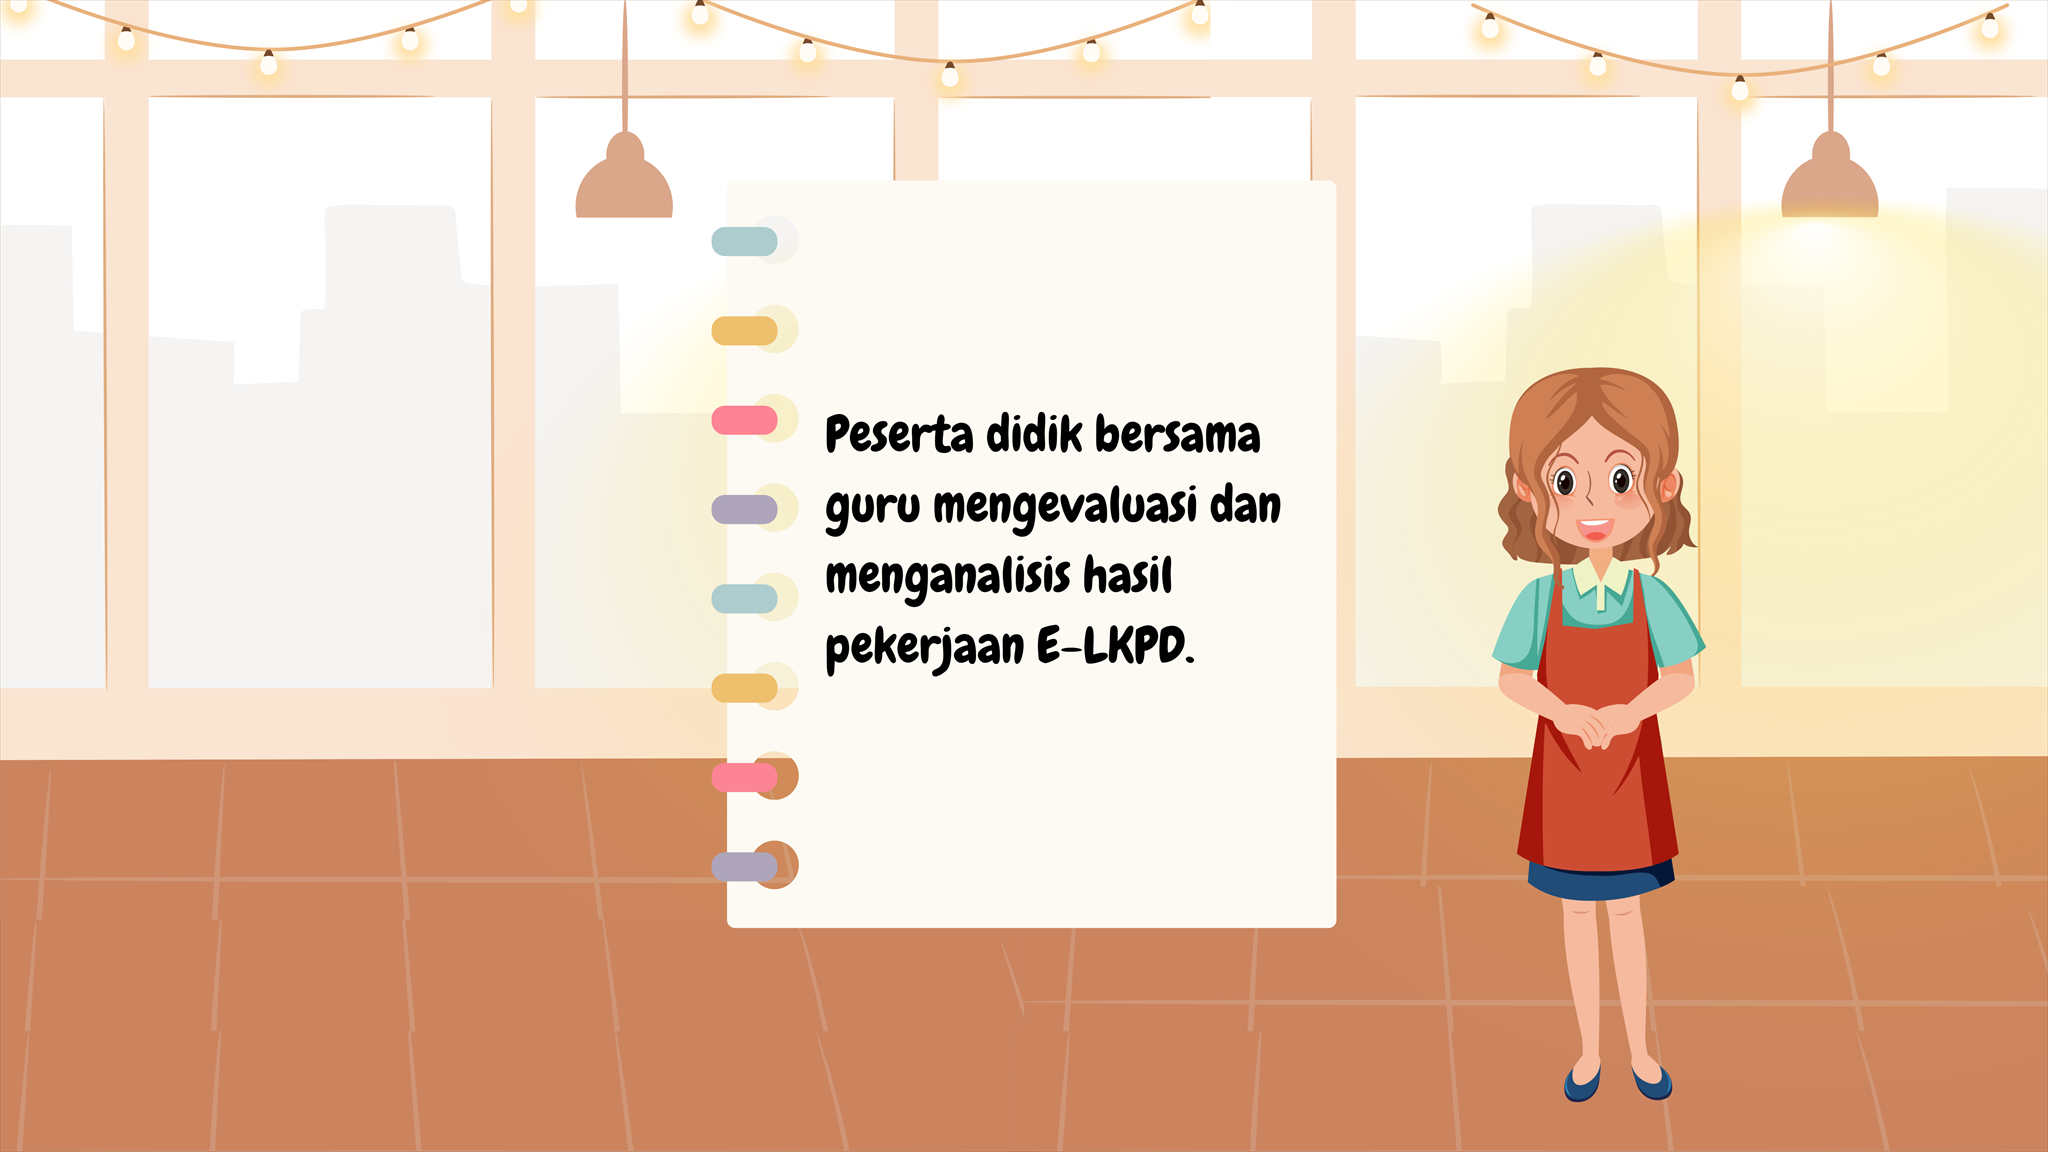 Peserta didik bersama
guru mengevaluasi dan
menganalisis hasil
pekerjaan E-LKPD.